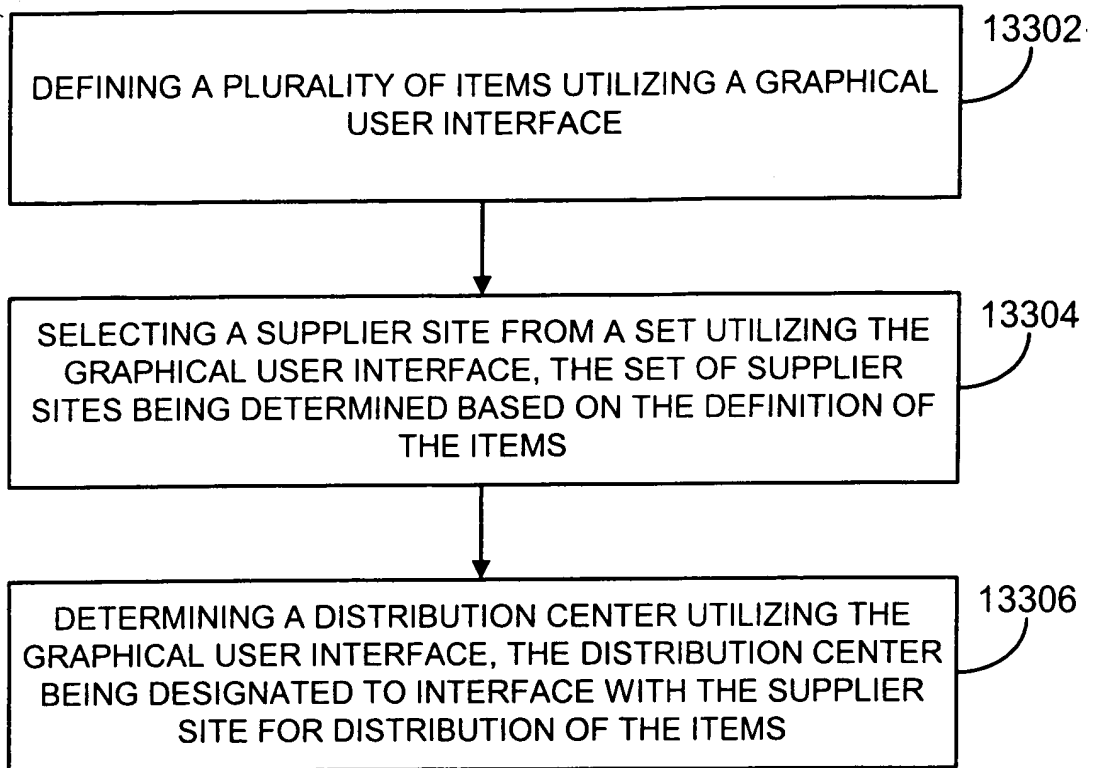 13302
DEFINING A PLURALITY OF ITEMS UTILIZING A GRAPHICAL
USER INTERFACE
13304
SELECTING A SUPPLIER SITE FROM A SET UTILIZING THE
GRAPHICAL USER INTERFACE, THE SET OF SUPPLIER
SITES BEING DETERMINED BASED ON THE DEFINITION OF
THE ITEMS
13306
DETERMINING A DISTRIBUTION CENTER UTILIZING THE
GRAPHICAL USER INTERFACE, THE DISTRIBUTION CENTER
BEING DESIGNATED TO INTERFACE WITH THE SUPPLIER
SITE FOR DISTRIBUTION OF THE ITEMS